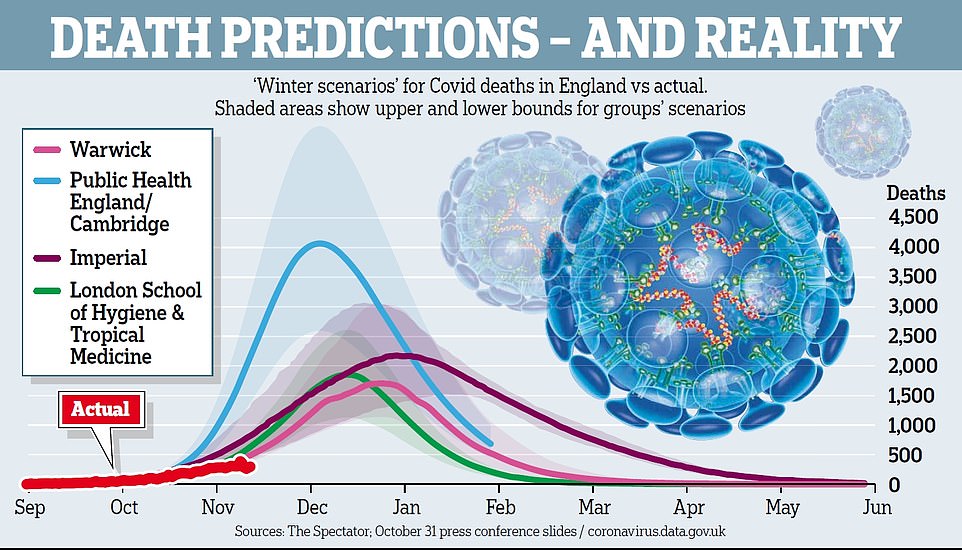 DEATH PREDICTIONS – AND REALITY
‘Winter scenarios’ for Covid deaths in England vs actual.
Shaded areas show upper and lower bounds for groups’ scenarios
Warwick
Public Health
England/
Cambridge
Imperial
London School
of Hygiene &
Tropical
Medicine
Actual
Deaths
4,500
4,000
3,500
3,000
2,500
2,000
1,500
1,000
500
0
Sep Oct Nov Dec Jan Feb Mar Apr May Jun
Sources: The Spectator; October 31 press conference slides / coronavirus.data.gov.uk